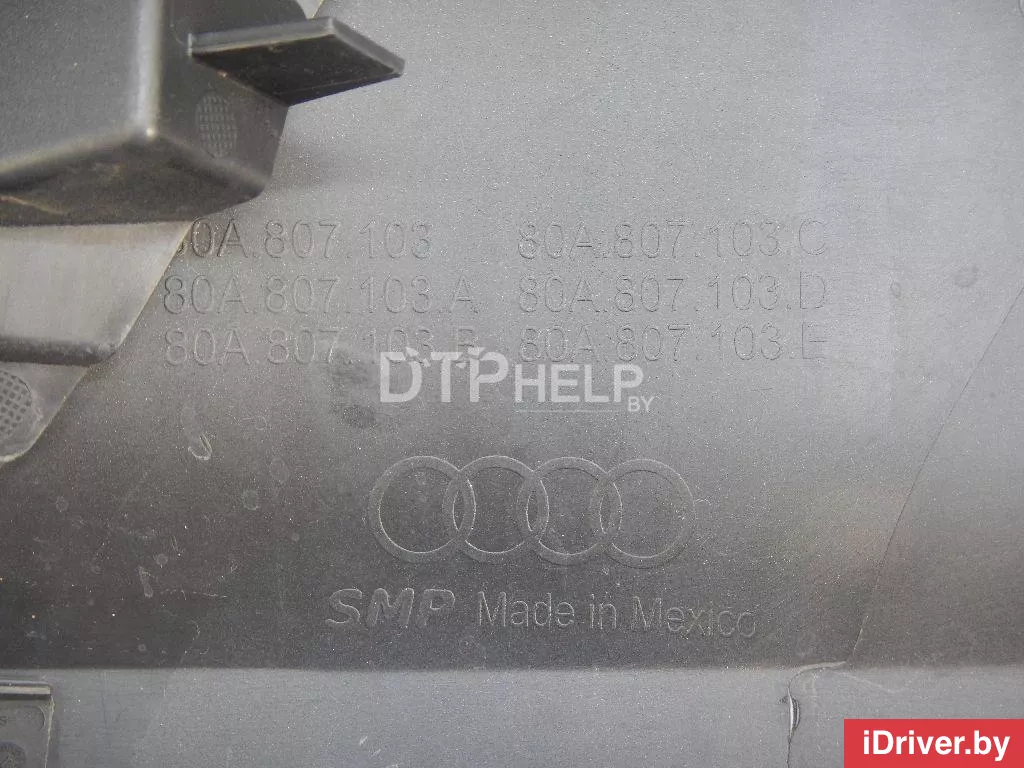 80A.807.103 80A.807.103.C
80A.807.103.A 80A.807.103.D
80A.807.103.B 80A.807.103.E
DTPHELP
BY
SMP Made in Mexico
iDriver.by